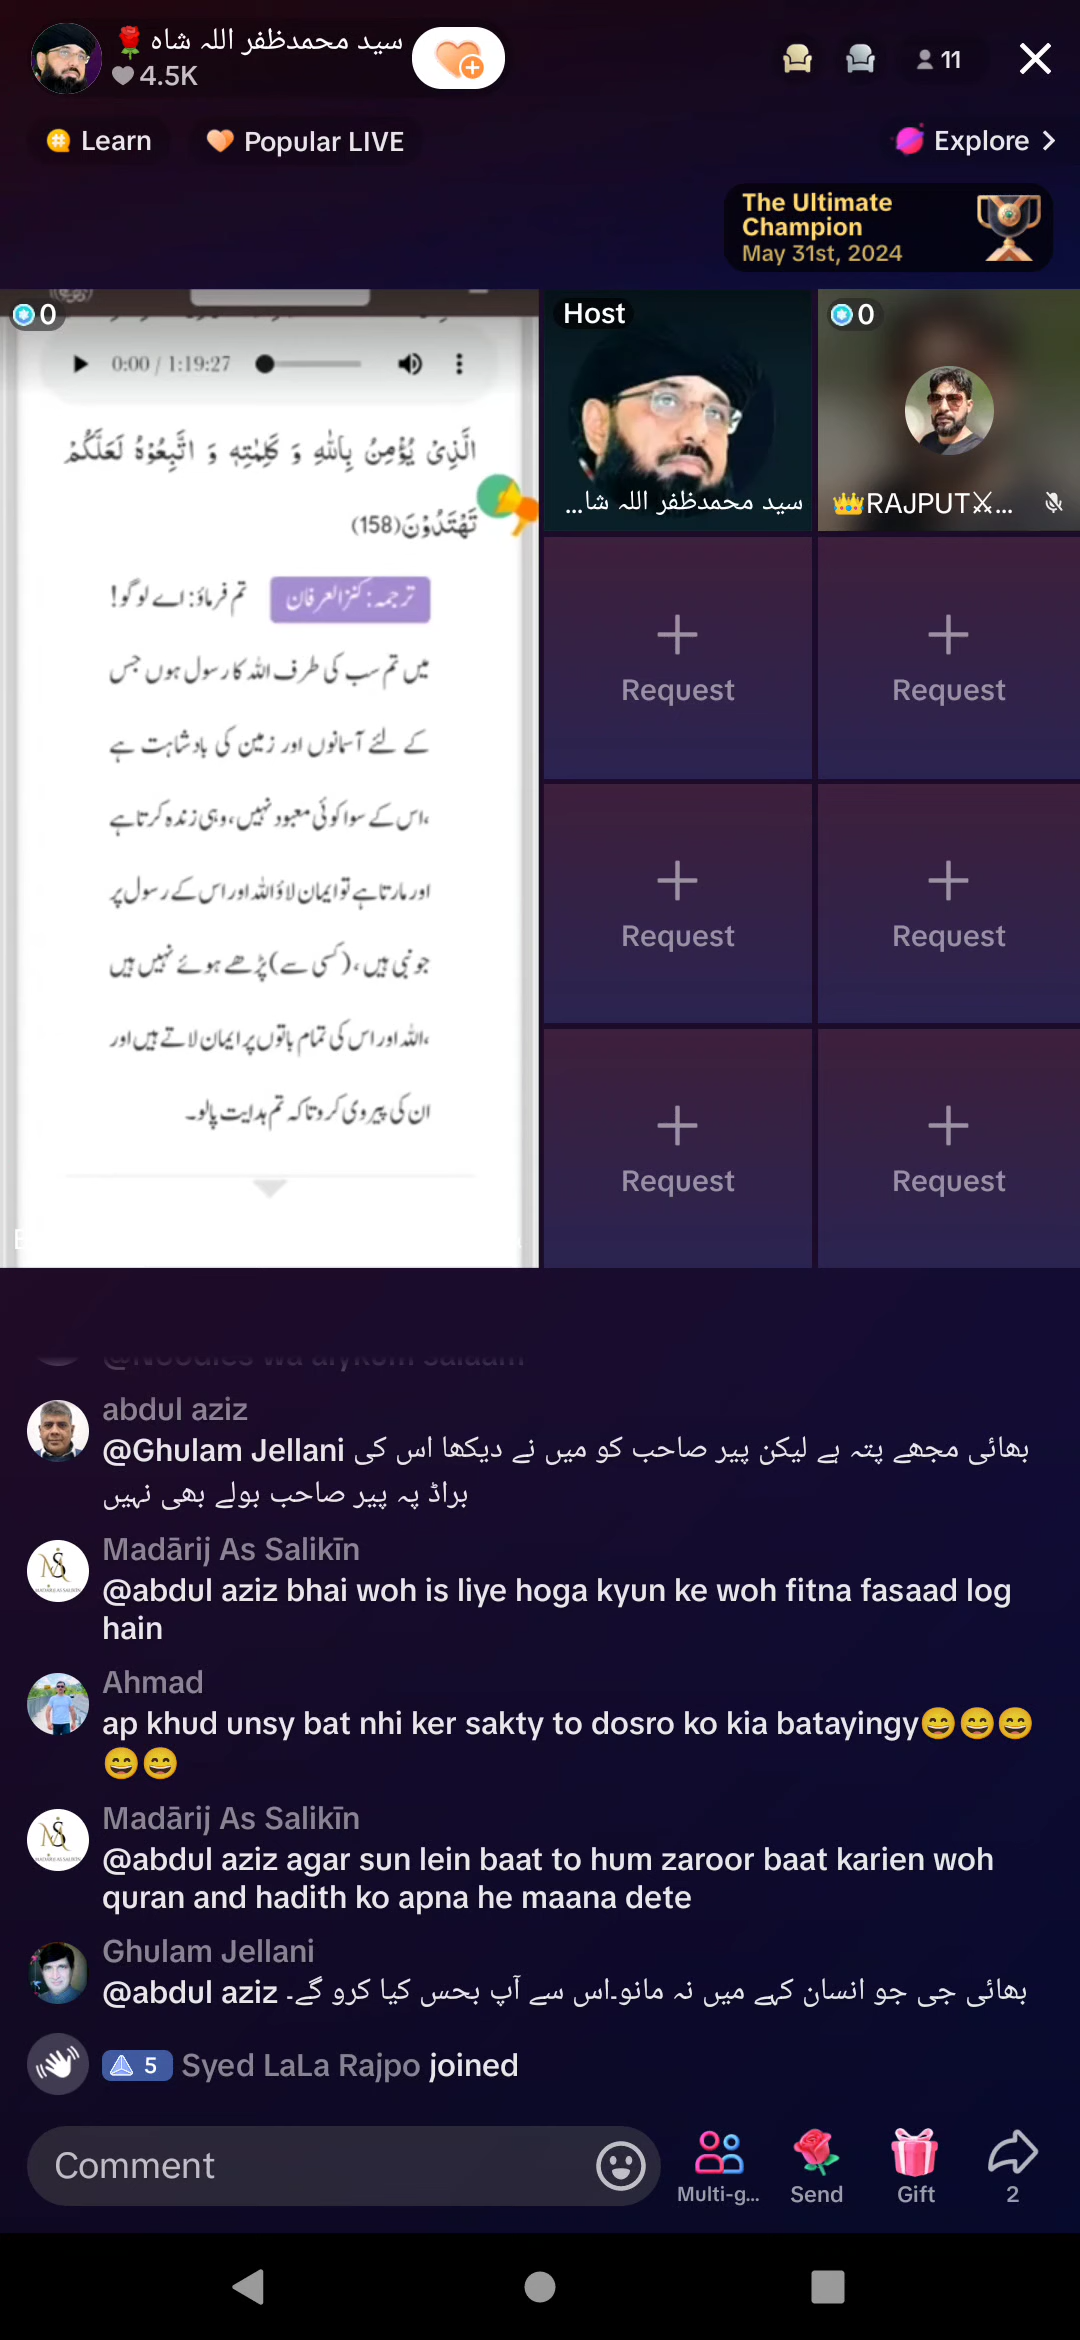 سید محمدظفر اللہ شاہ🌹
4.5K
11
Learn
Popular LIVE
Explore
The Ultimate
Champion
May 31st, 2024
0
0:00 / 1:19:27
الَّذِیْ یُؤْمِنُ بِاللّٰهِ وَ كَلِمٰتِهٖ وَ اتَّبِعُوْهُ لَعَلَّكُمْ
تَهْتَدُوْنَ(158)
ترجمہ: کنزالعرفان
تم فرماؤ: اے لوگو!
میں تم سب کی طرف اللہ کا رسول ہوں جس
کے لئے آسمانوں اور زمین کی بادشاہت ہے
،اس کے سوا کوئی معبود نہیں، وہی زندہ کرتا ہے
اور مارتا ہے تو ایمان لاؤ اللہ اور اس کے رسول پر
جو نبی ہیں، (کسی سے) پڑھے ہوئے نہیں ہیں
،اللہ اور اس کی تمام باتوں پر ایمان لاتے ہیں اور
ان کی پیروی کرو تاکہ تم ہدایت پالو۔
Host
سید محمدظفر اللہ شا...
0
👑RAJPUT⚔...
Request
Request
Request
Request
Request
Request
@Noodles wa alykum salaam
abdul aziz
@Ghulam Jellani بھائی مجھے پتہ ہے لیکن پیر صاحب کو میں نے دیکھا اس کی
براڈ پہ پیر صاحب بولے بھی نہیں
Madārij As Salikīn
@abdul aziz bhai woh is liye hoga kyun ke woh fitna fasaad log
hain
Ahmad
ap khud unsy bat nhi ker sakty to dosro ko kia batayingy😄😄😄
😄😄
Madārij As Salikīn
@abdul aziz agar sun lein baat to hum zaroor baat karien woh
quran and hadith ko apna he maana dete
Ghulam Jellani
@abdul aziz بھائی جی جو انسان کہے میں نہ مانو۔اس سے آپ بحس کیا کرو گے۔
5 Syed LaLa Rajpo joined
Comment
Multi-g...
Send
Gift
2